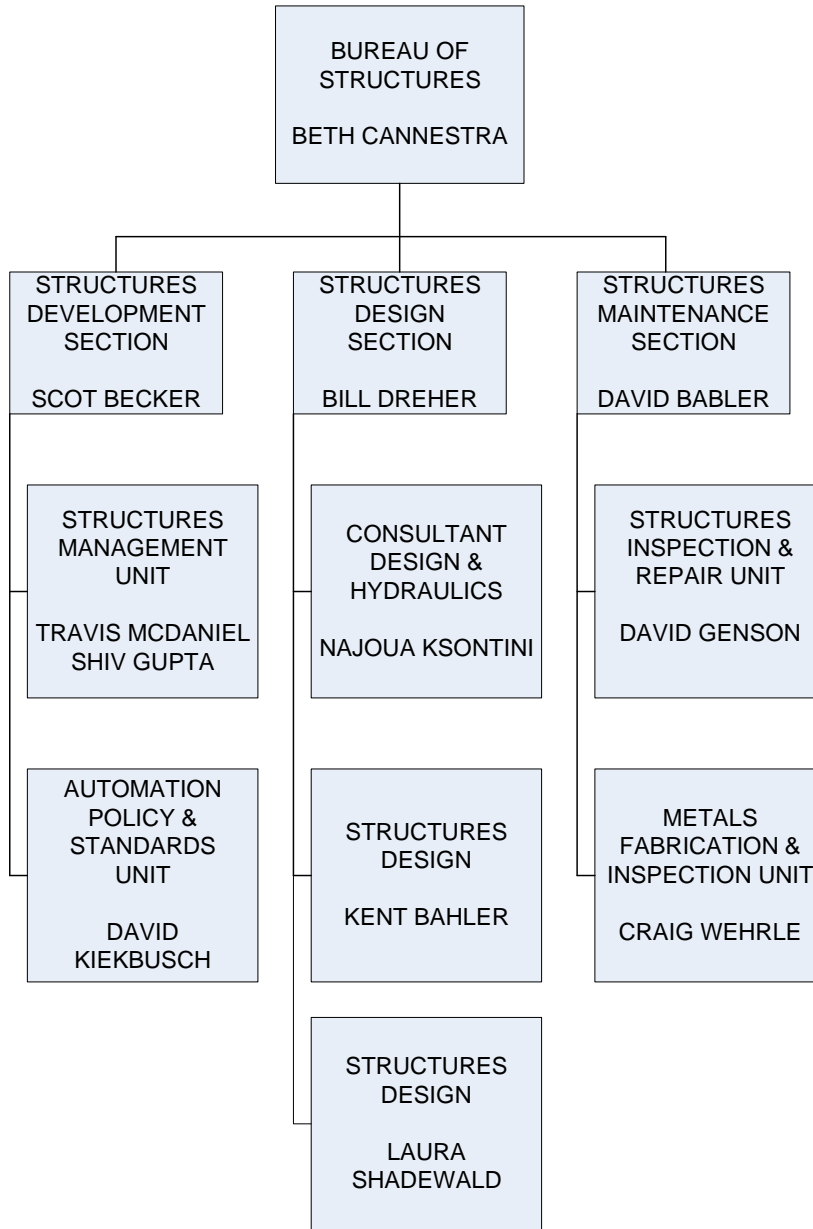 BUREAU OF
STRUCTURES
BETH CANNESTRA
STRUCTURES
DEVELOPMENT
SECTION
SCOT BECKER
STRUCTURES
DESIGN
SECTION
BILL DREHER
STRUCTURES
MAINTENANCE
SECTION
DAVID BABLER
STRUCTURES
MANAGEMENT
UNIT
TRAVIS MCDANIEL
SHIV GUPTA
CONSULTANT
DESIGN &
HYDRAULICS
NAJOUA KSONTINI
STRUCTURES
INSPECTION &
REPAIR UNIT
DAVID GENSON
AUTOMATION
POLICY &
STANDARDS
UNIT
DAVID
KIEKBUSCH
STRUCTURES
DESIGN
KENT BAHLER
METALS
FABRICATION &
INSPECTION UNIT
CRAIG WEHRLE
STRUCTURES
DESIGN
LAURA
SHADEWALD